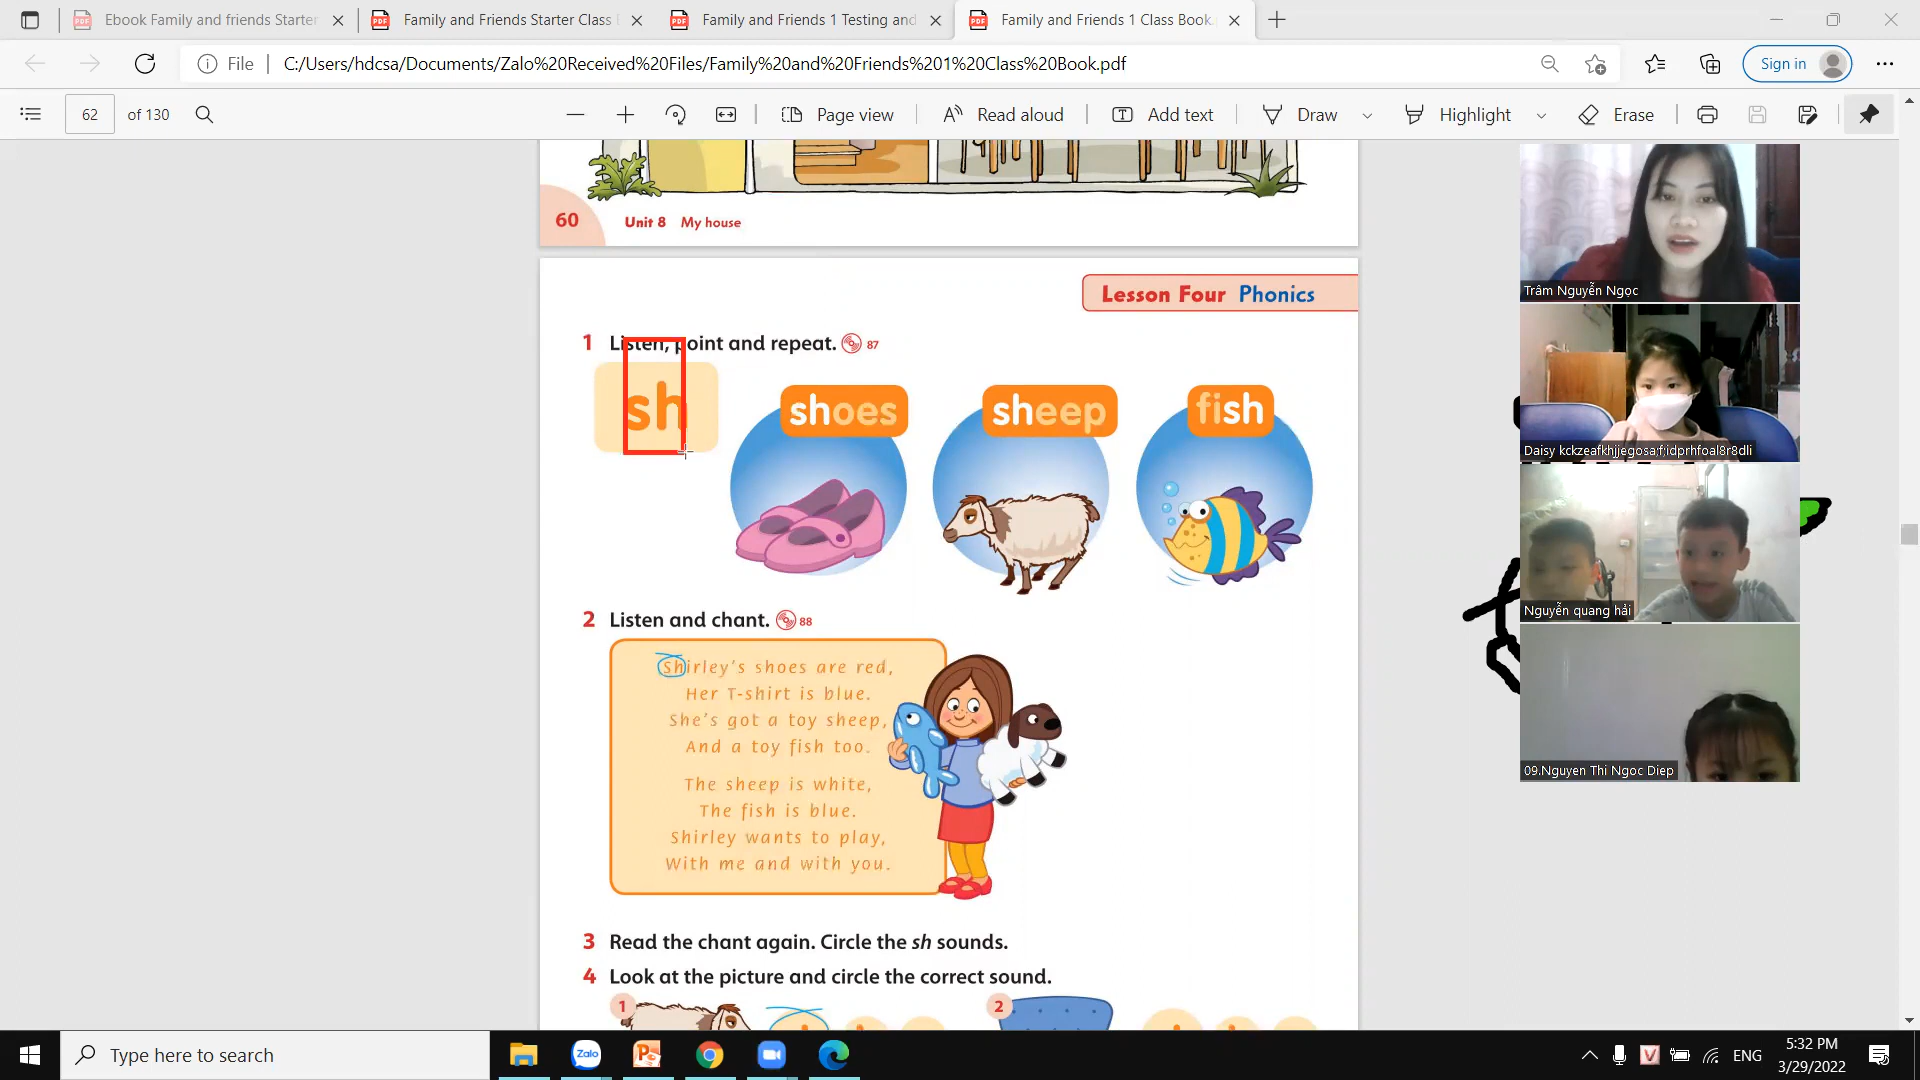 Ebook Family and friends Starter
Family and Friends Starter Class
Family and Friends 1 Testing and
Family and Friends 1 Class Book.
File
C:/Users/hdcsa/Documents/Zalo%20Received%20Files/Family%20and%20Friends%201%20Class%20Book.pdf
Sign in
62 of 130
Page view
Read aloud
Add text
Draw
Highlight
Erase
60 Unit 8 My house
Lesson Four Phonics
1 Listen, point and repeat. 87
sh
shoes
sheep
fish
2 Listen and chant. 88
Shirley's shoes are red,
Her T-shirt is blue.
She's got a toy sheep,
And a toy fish too.
The sheep is white,
The fish is blue.
Shirley wants to play,
With me and with you.
3 Read the chant again. Circle the sh sounds.
4 Look at the picture and circle the correct sound.
1
2
Trâm Nguyễn Ngọc
Daisy kckzeafkhjjegosa;f;idprhfoal8r8dli
Nguyễn quang hải
09.Nguyen Thi Ngoc Diep
Type here to search
Zalo
ENG
5:32 PM
3/29/2022